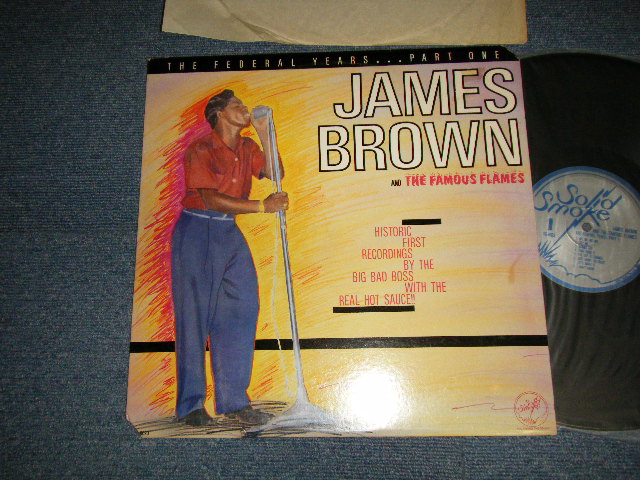 THE FEDERAL YEARS...PART ONE
JAMES
BROWN
AND THE FAMOUS FLAMES
HISTORIC
FIRST
RECORDINGS
BY THE
BIG BAD BOSS
WITH THE
REAL HOT SAUCE!!
Solid
Smoke